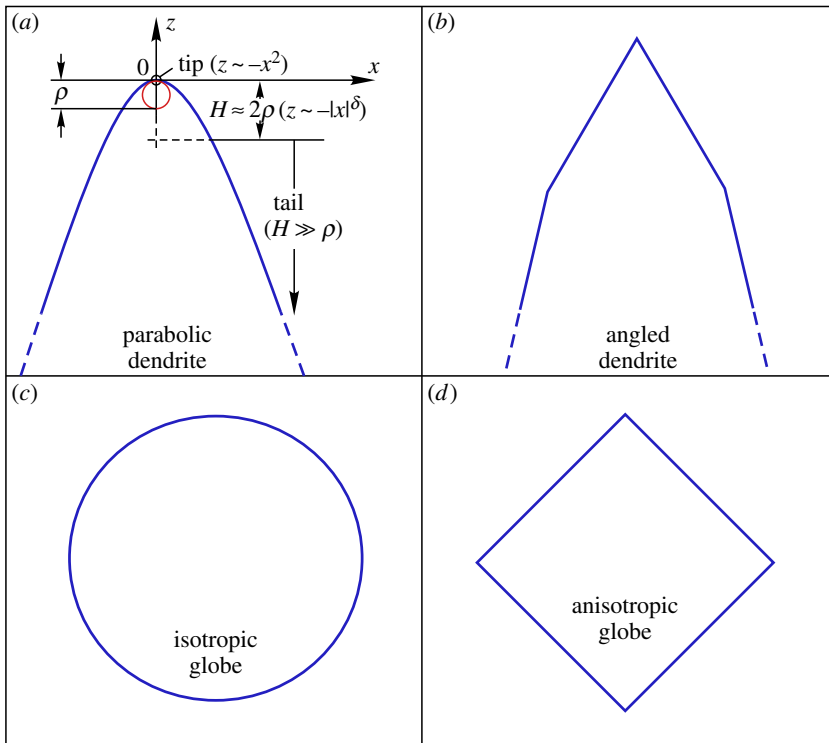 (a)
z
0
tip (z ~ –x²)
x
ρ
H ≈ 2ρ (z ~ –|x|^δ)
tail
(H ≫ ρ)
parabolic
dendrite
(b)
angled
dendrite
(c)
isotropic
globe
(d)
anisotropic
globe